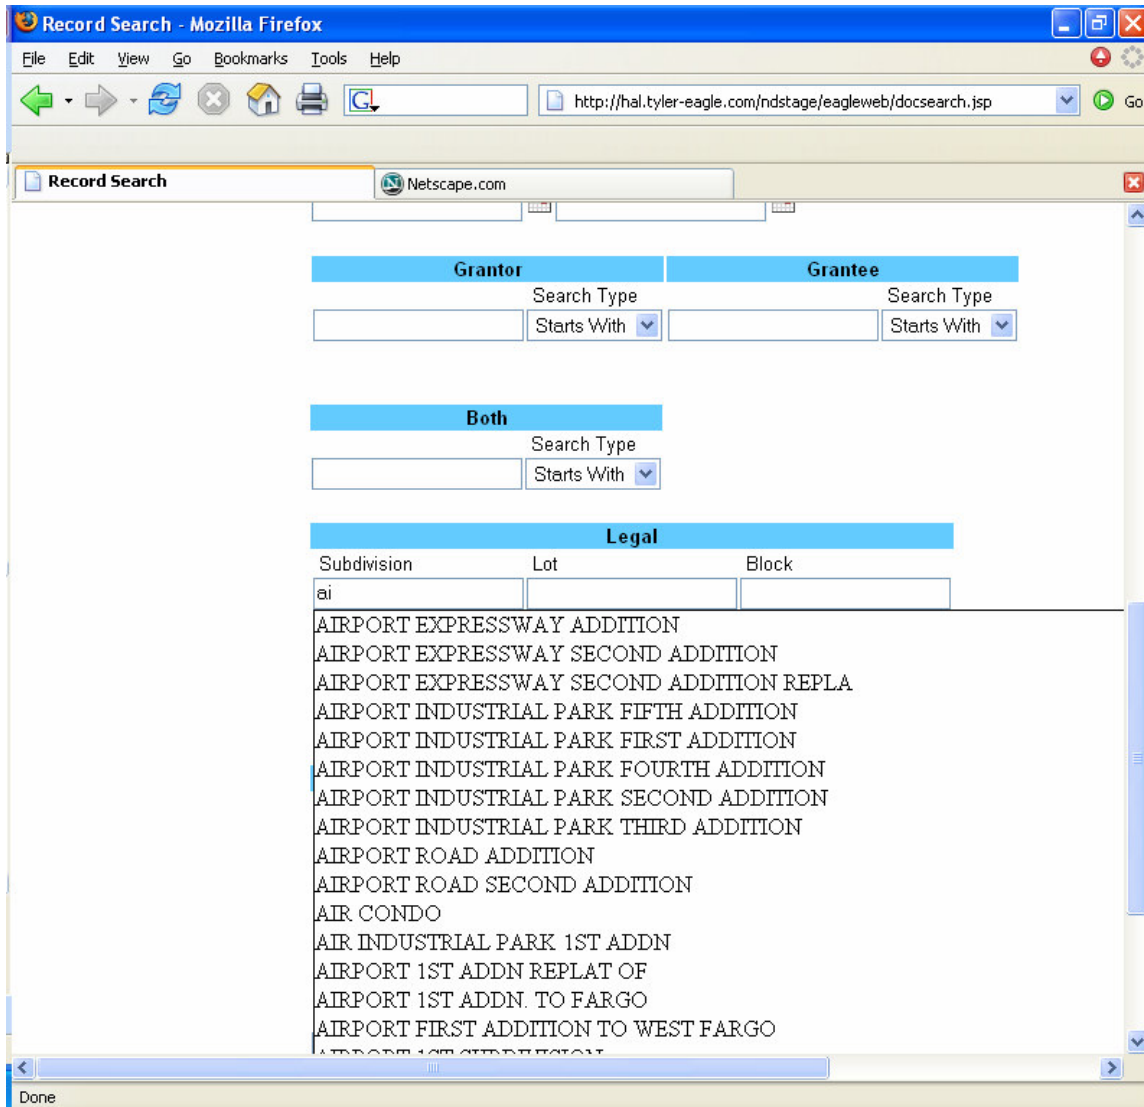 Record Search - Mozilla Firefox
File Edit View Go Bookmarks Tools Help
G http://hal.tyler-eagle.com/ndstage/eagleweb/docsearch.jsp Go
Record Search Netscape.com
Grantor Grantee
Search Type Search Type
Starts With Starts With
Both
Search Type
Starts With
Legal
Subdivision Lot Block
ai
AIRPORT EXPRESSWAY ADDITION
AIRPORT EXPRESSWAY SECOND ADDITION
AIRPORT EXPRESSWAY SECOND ADDITION REPLA
AIRPORT INDUSTRIAL PARK FIFTH ADDITION
AIRPORT INDUSTRIAL PARK FIRST ADDITION
AIRPORT INDUSTRIAL PARK FOURTH ADDITION
AIRPORT INDUSTRIAL PARK SECOND ADDITION
AIRPORT INDUSTRIAL PARK THIRD ADDITION
AIRPORT ROAD ADDITION
AIRPORT ROAD SECOND ADDITION
AIR CONDO
AIR INDUSTRIAL PARK 1ST ADDN
AIRPORT 1ST ADDN REPLAT OF
AIRPORT 1ST ADDN. TO FARGO
AIRPORT FIRST ADDITION TO WEST FARGO
AIRPORT 1ST SUBDIVISION
Done